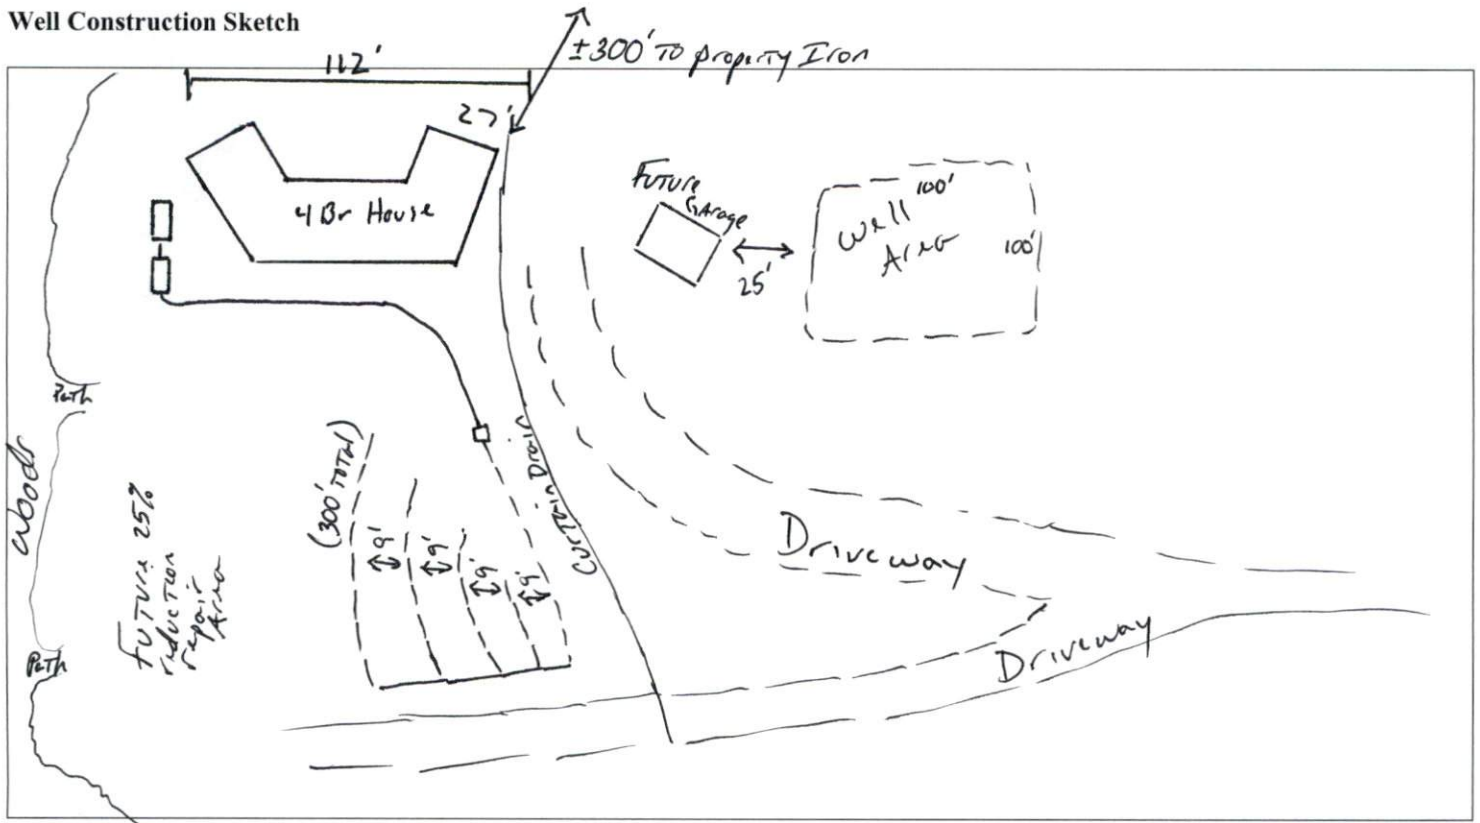 Well Construction Sketch
±300' To property Iron
112'
27'
4 Br House
Future
Garage
25'
100'
Well
Area
100'
Path
Woods
Path
Future 25%
reduction
repair
Area
(300' TOTAL)
9'
9'
9'
9'
Curtain Drain
Driveway
Driveway